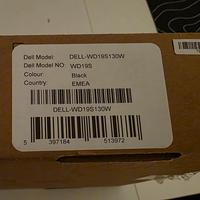 Dell Model: DELL-WD19S130W
Dell Model NO: WD19S
Colour: Black
Country: EMEA
DELL-WD19S130W
5 397184 513972